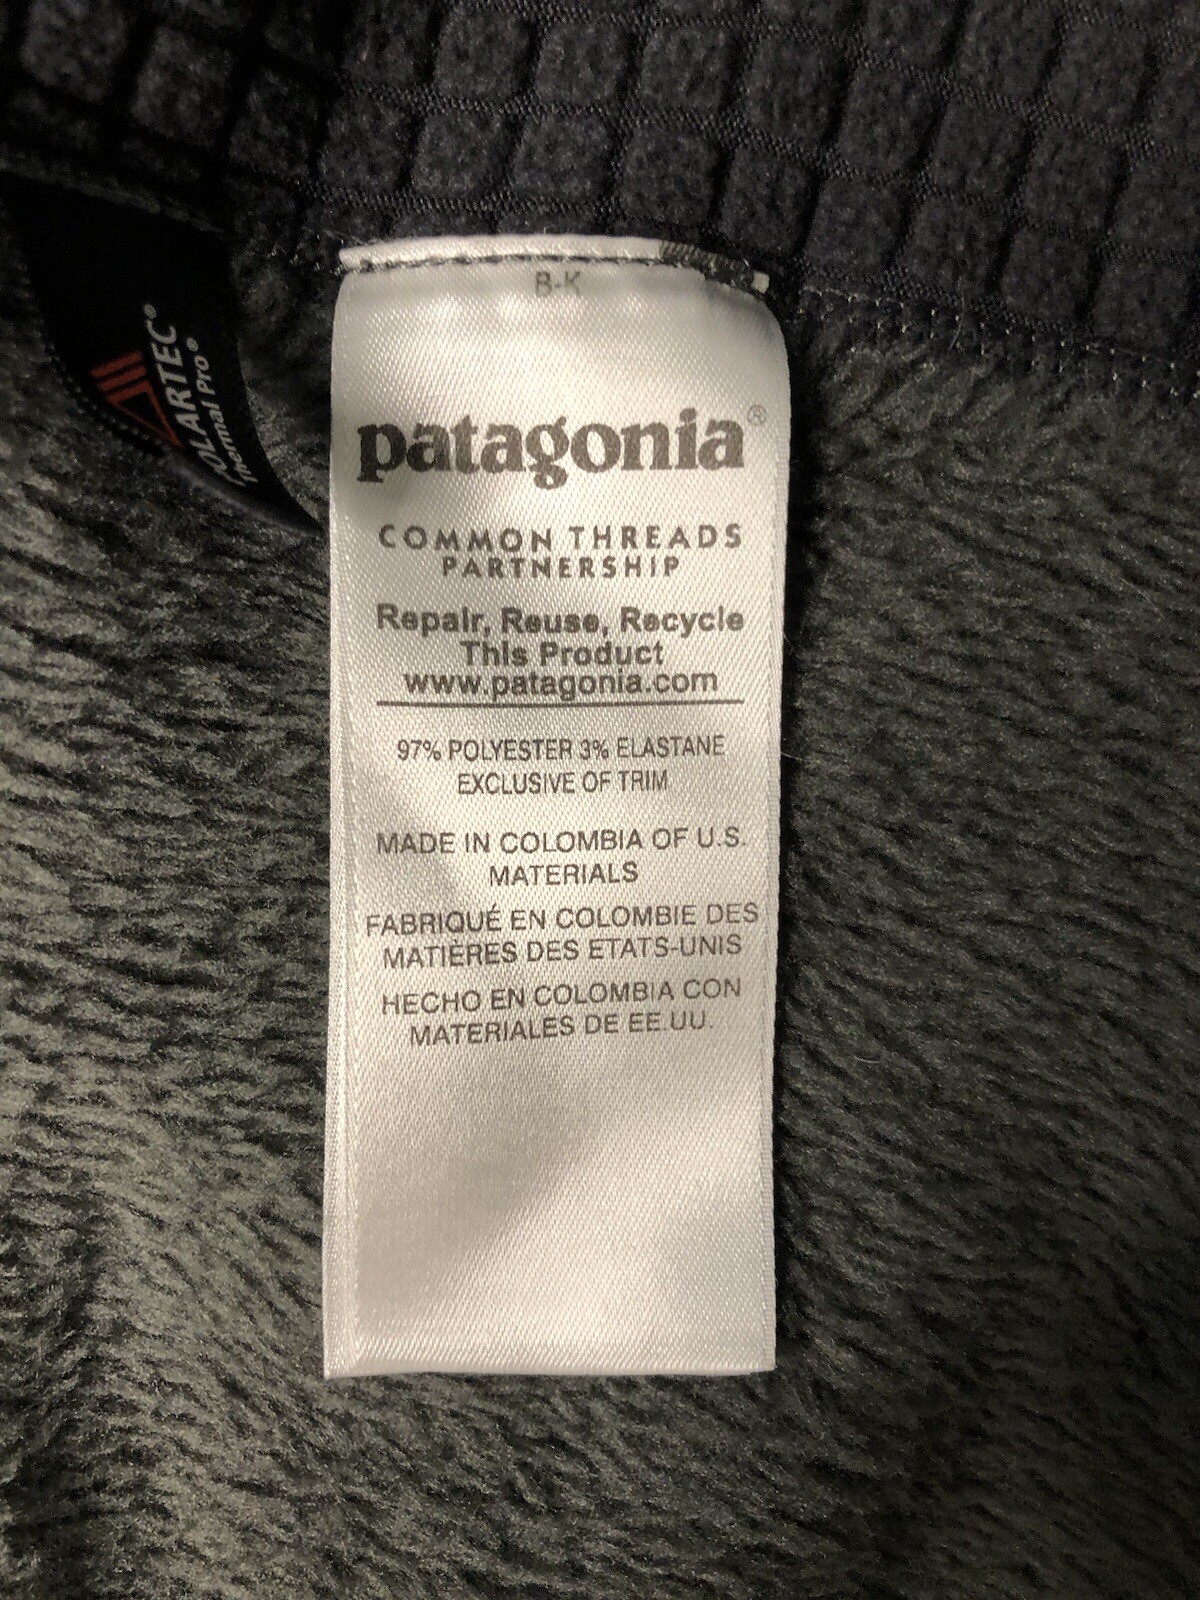 B-K
patagonia®
COMMON THREADS
PARTNERSHIP
Repair, Reuse, Recycle
This Product
www.patagonia.com
97% POLYESTER 3% ELASTANE
EXCLUSIVE OF TRIM
MADE IN COLOMBIA OF U.S.
MATERIALS
FABRIQUÉ EN COLOMBIE DES
MATIÈRES DES ETATS-UNIS
HECHO EN COLOMBIA CON
MATERIALES DE EE.UU.
OLARTEC®
Thermal Pro®